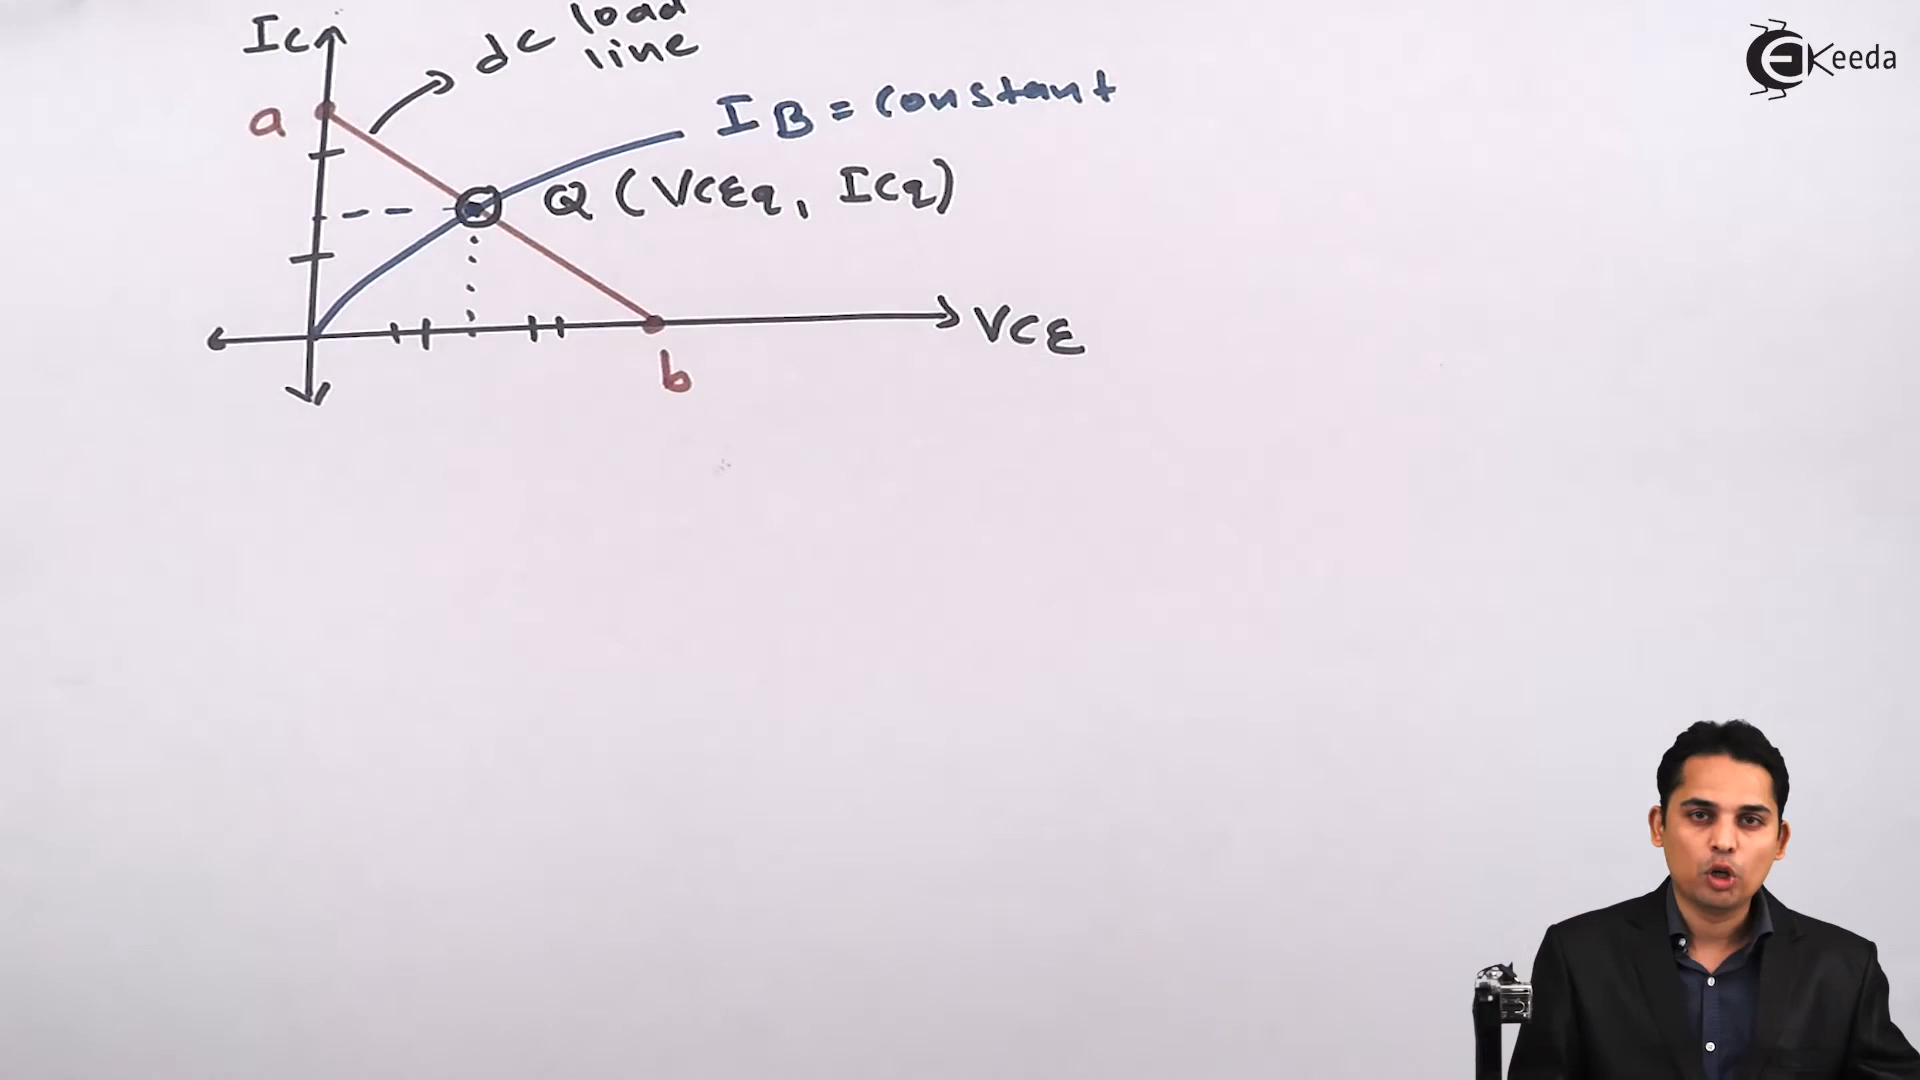 Ic
dc load
line
a
IB = constant
Q (VCEq, ICq)
VCE
b
EKeeda